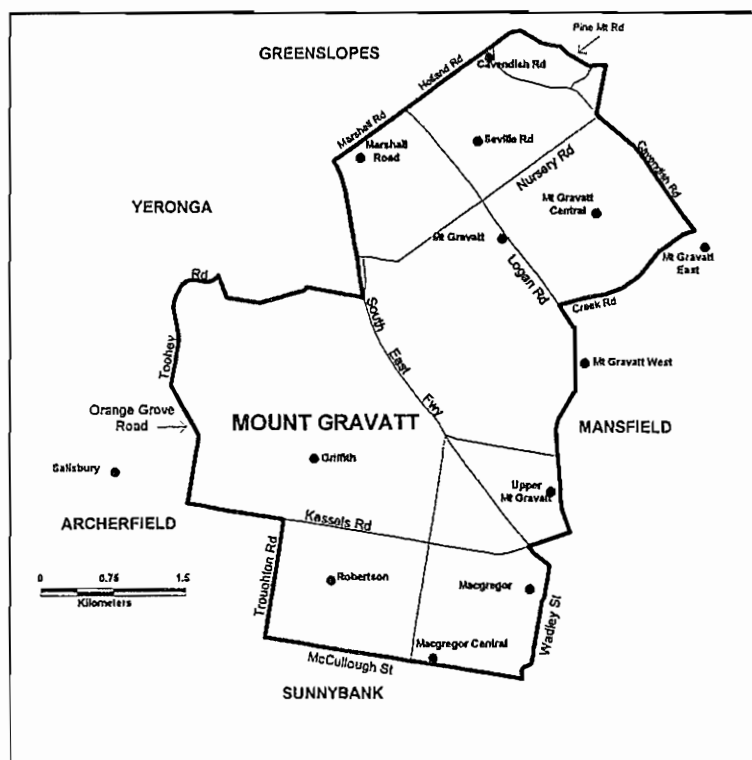 GREENSLOPES
Pine Mt Rd
Cavendish Rd
Holland Rd
Marshall Rd
Marshall
Road
Seville Rd
Nursery Rd
Cavendish Rd
YERONGA
Mt Gravatt
Central
Mt Gravatt
Mt Gravatt
East
Logan Rd
Creek Rd
Rd
Toohey
South
East
Fwy
Mt Gravatt West
Orange Grove
Road
MOUNT GRAVATT
MANSFIELD
Griffith
Salisbury
Upper
Mt Gravatt
ARCHERFIELD
Kassels Rd
0 0.75 1.5
Kilometers
Troughton Rd
Robertson
Macgregor
Wadley St
Macgregor Central
McCullough St
SUNNYBANK